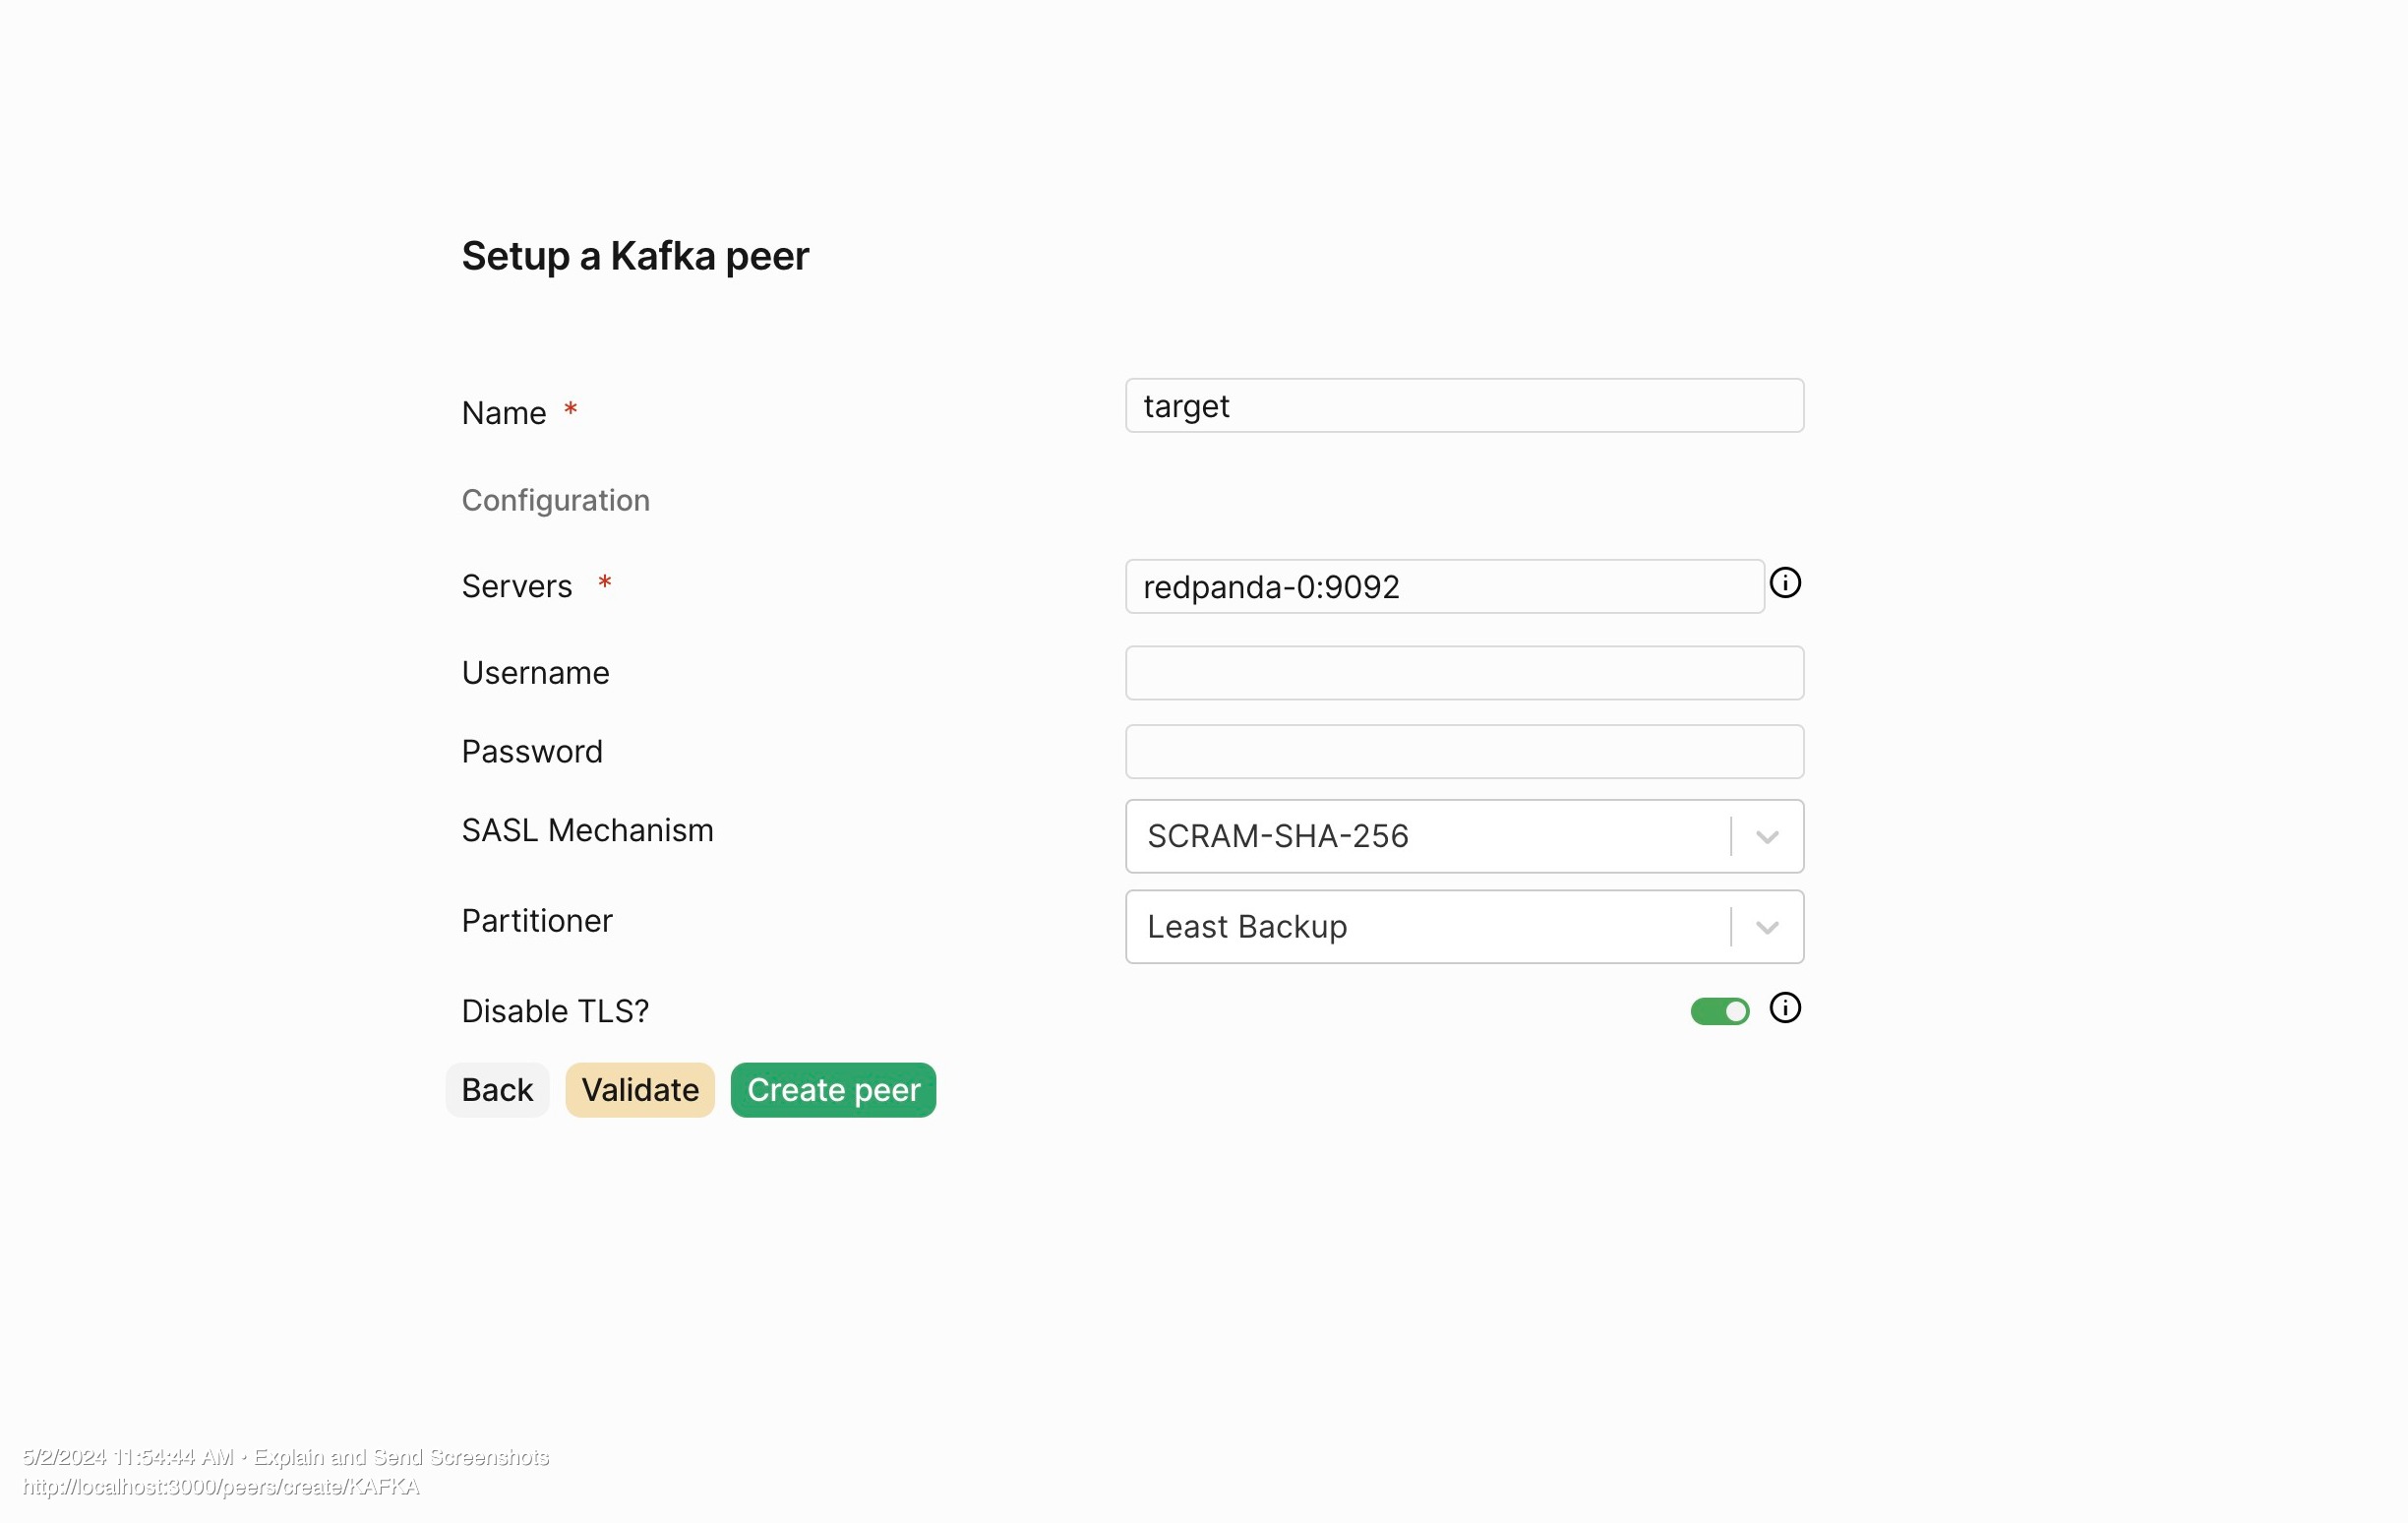 Setup a Kafka peer
Name * target
Configuration
Servers * redpanda-0:9092
Username
Password
SASL Mechanism SCRAM-SHA-256
Partitioner Least Backup
Disable TLS?
Back Validate Create peer
5/2/2024 11:54:44 AM • Explain and Send Screenshots
http://localhost:3000/peers/create/KAFKA